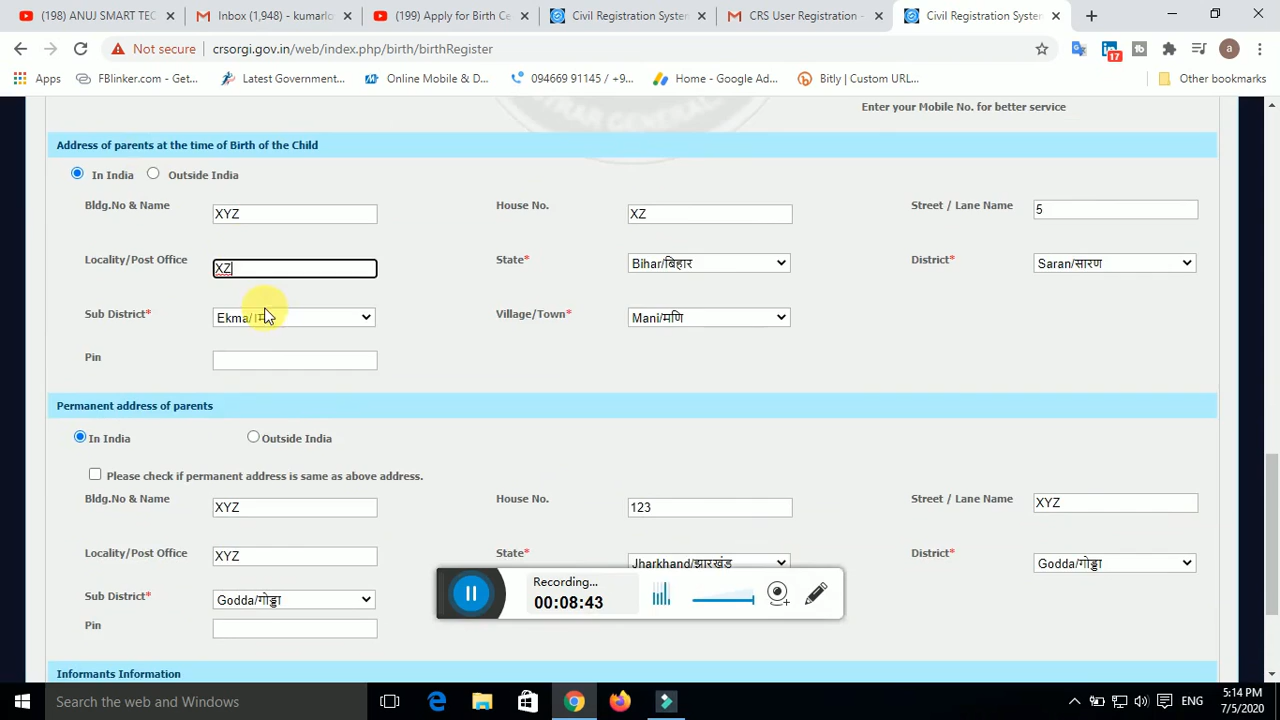 (198) ANUJ SMART TEC
Inbox (1,948) - kumarlo
(199) Apply for Birth Ce
Civil Registration System
CRS User Registration -
Civil Registration System
Not secure
crsorgi.gov.in/web/index.php/birth/birthRegister
a
17
Apps
FBlinker.com - Get...
Latest Government...
Online Mobile & D...
094669 91145 / +9...
Home - Google Ad...
Bitly | Custom URL...
Other bookmarks
Enter your Mobile No. for better service
Address of parents at the time of Birth of the Child
In India
Outside India
Bldg.No & Name
XYZ
House No.
XZ
Street / Lane Name
5
Locality/Post Office
XZ
State*
Bihar/बिहार
District*
Saran/सारण
Sub District*
Ekma/
Village/Town*
Mani/मणि
Pin
Permanent address of parents
In India
Outside India
Please check if permanent address is same as above address.
Bldg.No & Name
XYZ
House No.
123
Street / Lane Name
XYZ
Locality/Post Office
XYZ
State*
Jharkhand/झारखंड
District*
Godda/गोड्डा
Sub District*
Godda/गोड्डा
Pin
Recording...
00:08:43
Informants Information
Search the web and Windows
ENG
5:14 PM
7/5/2020